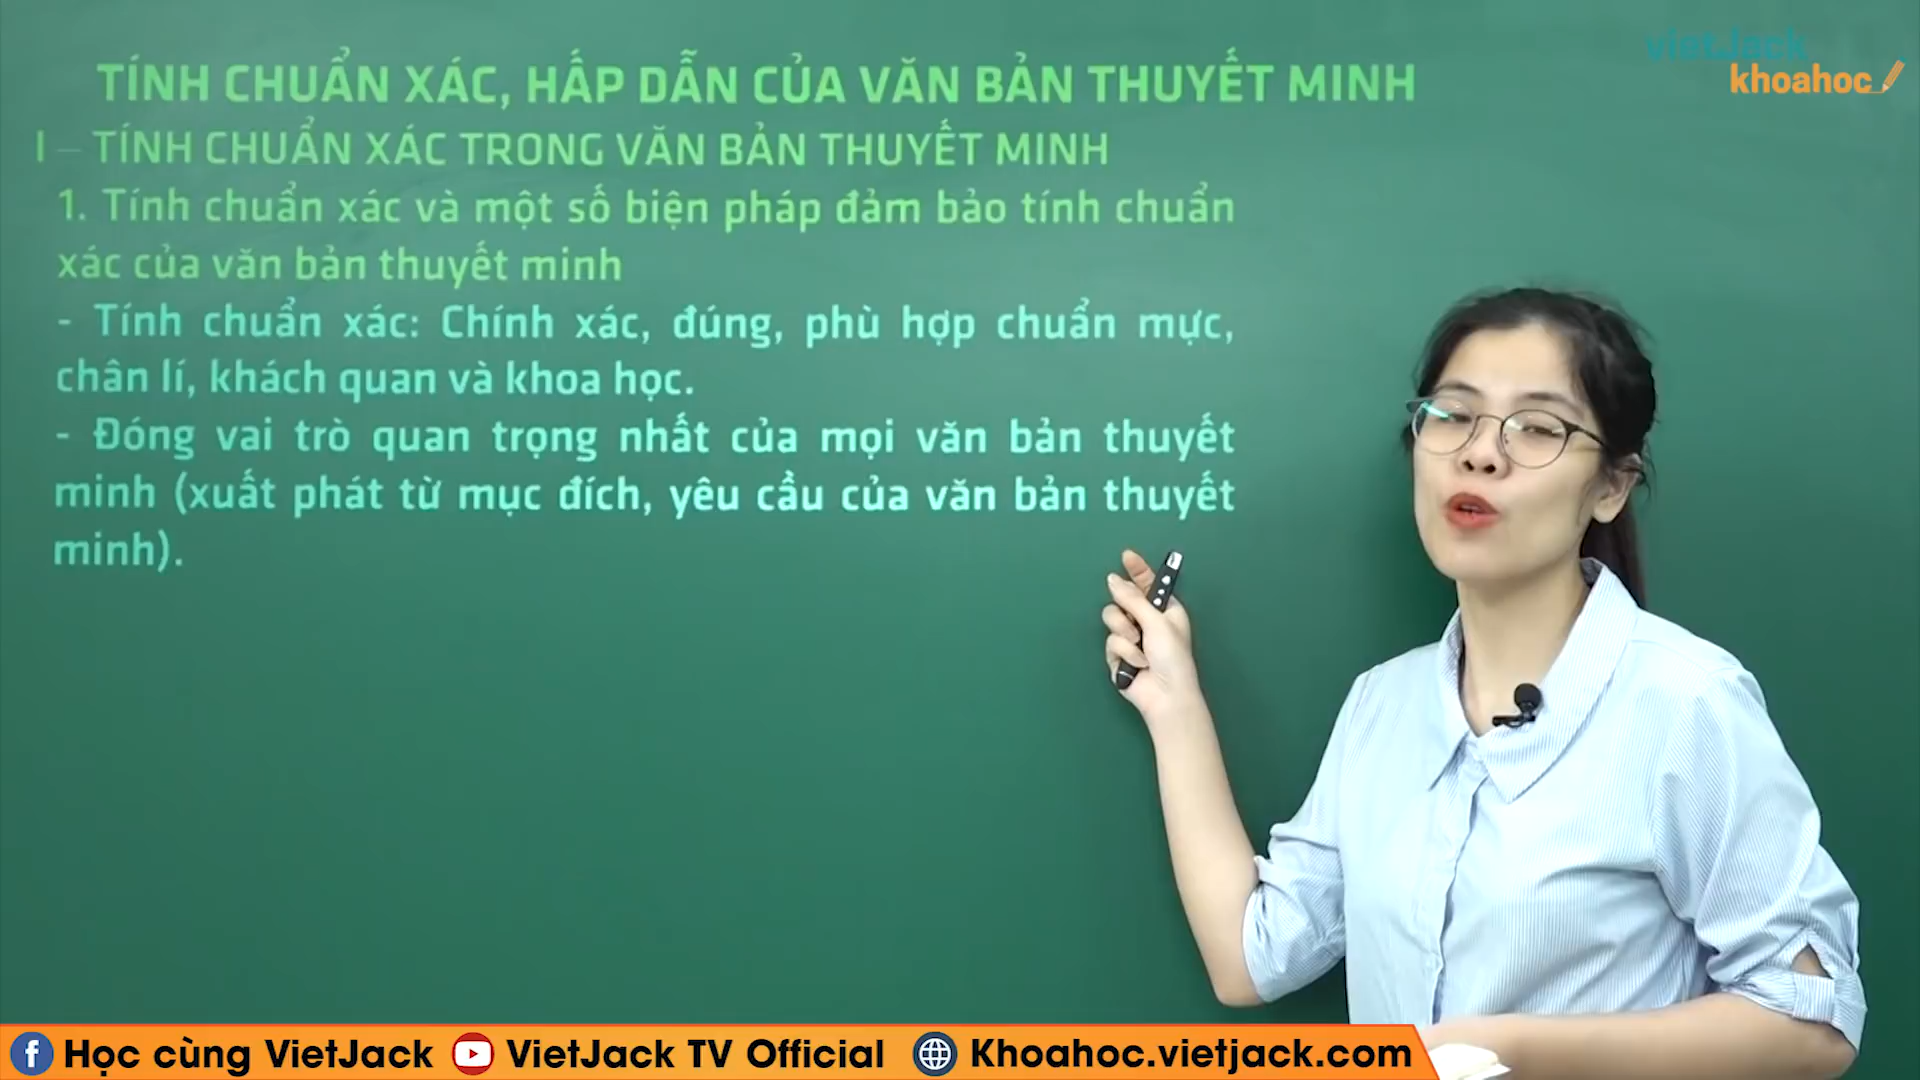 vietJack
khoahoc
TÍNH CHUẨN XÁC, HẤP DẪN CỦA VĂN BẢN THUYẾT MINH
I – TÍNH CHUẨN XÁC TRONG VĂN BẢN THUYẾT MINH
1. Tính chuẩn xác và một số biện pháp đảm bảo tính chuẩn
xác của văn bản thuyết minh
- Tính chuẩn xác: Chính xác, đúng, phù hợp chuẩn mực,
chân lí, khách quan và khoa học.
- Đóng vai trò quan trọng nhất của mọi văn bản thuyết
minh (xuất phát từ mục đích, yêu cầu của văn bản thuyết
minh).
Học cùng VietJack VietJack TV Official Khoahoc.vietjack.com